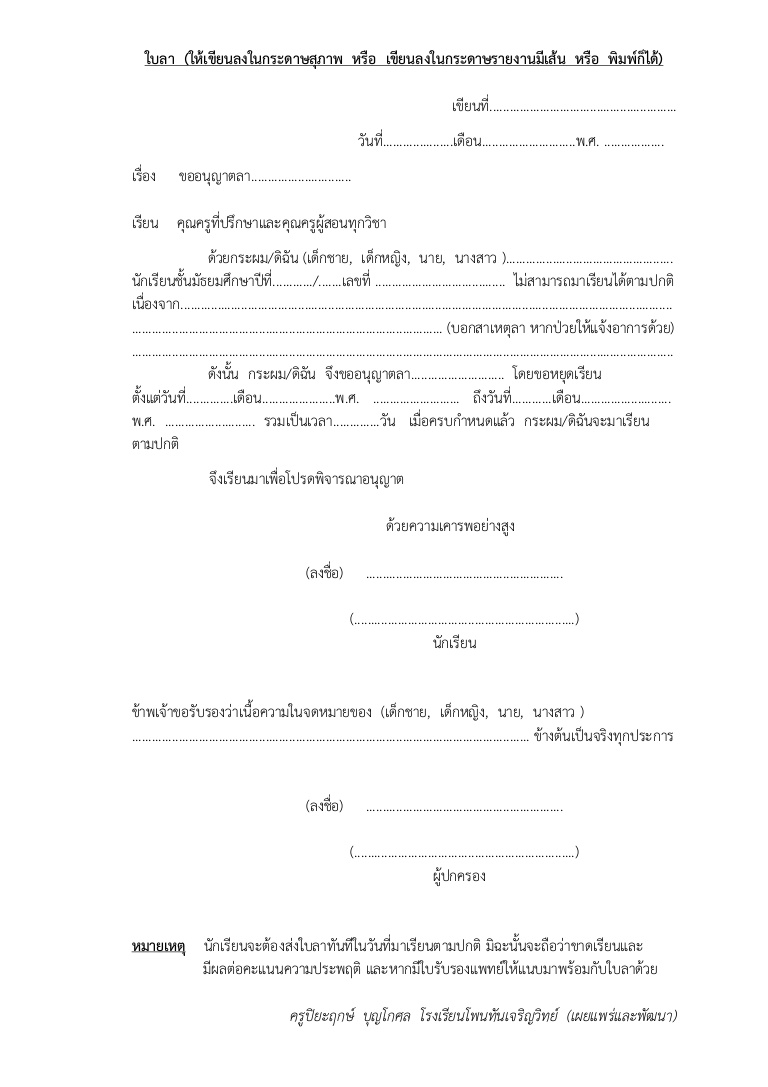 ใบลา (ให้เขียนลงในกระดาษสุภาพ หรือ เขียนลงในกระดาษรายงานมีเส้น หรือ พิมพ์ก็ได้)
เขียนที่........................................................
วันที่.....................เดือน............................พ.ศ. ..................
เรื่อง ขออนุญาตลา..............................
เรียน คุณครูที่ปรึกษาและคุณครูผู้สอนทุกวิชา
ด้วยกระผม/ดิฉัน (เด็กชาย, เด็กหญิง, นาย, นางสาว )..................................................
นักเรียนชั้นมัธยมศึกษาปีที่............/.......เลขที่ ....................................... ไม่สามารถมาเรียนได้ตามปกติ
เนื่องจาก....................................................................................................................................................
............................................................................................. (บอกสาเหตุลา หากป่วยให้แจ้งอาการด้วย)
..................................................................................................................................................................
ดังนั้น กระผม/ดิฉัน จึงขออนุญาตลา............................ โดยขอหยุดเรียน
ตั้งแต่วันที่..............เดือน......................พ.ศ. .......................... ถึงวันที่............เดือน...........................
พ.ศ. ........................... รวมเป็นเวลา..............วัน เมื่อครบกำหนดแล้ว กระผม/ดิฉันจะมาเรียน
ตามปกติ
จึงเรียนมาเพื่อโปรดพิจารณาอนุญาต
ด้วยความเคารพอย่างสูง
(ลงชื่อ) ...........................................................
(..................................................................)
นักเรียน
ข้าพเจ้าขอรับรองว่าเนื้อความในจดหมายของ (เด็กชาย, เด็กหญิง, นาย, นางสาว )
....................................................................................................................... ข้างต้นเป็นจริงทุกประการ
(ลงชื่อ) ...........................................................
(..................................................................)
ผู้ปกครอง
หมายเหตุ นักเรียนจะต้องส่งใบลาทันทีในวันที่มาเรียนตามปกติ มิฉะนั้นจะถือว่าขาดเรียนและ
มีผลต่อคะแนนความประพฤติ และหากมีใบรับรองแพทย์ให้แนบมาพร้อมกับใบลาด้วย
ครูปิยะฤกษ์ บุญโกศล โรงเรียนโพนทันเจริญวิทย์ (เผยแพร่และพัฒนา)